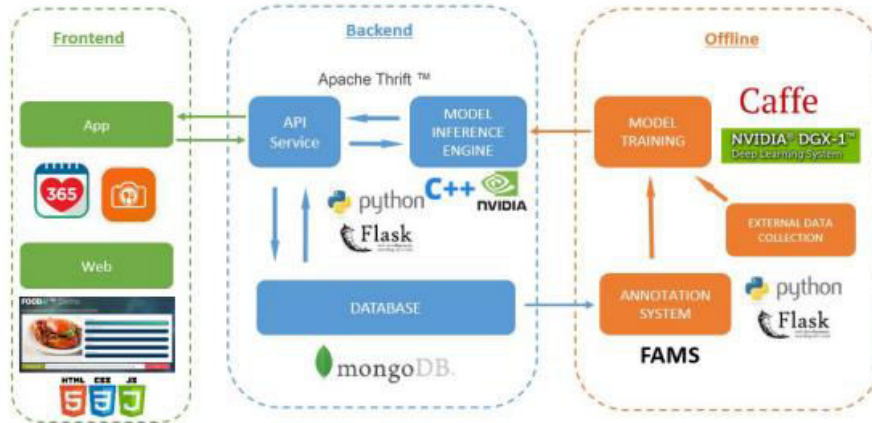 Frontend
App
365
Web
HTML CSS JS
5 3
Backend
Apache Thrift ™
API
Service
MODEL
INFERENCE
ENGINE
python
C++
NVIDIA
Flask
DATABASE
mongoDB.
Offline
MODEL
TRAINING
Caffe
NVIDIA® DGX-1™
Deep Learning System
EXTERNAL DATA
COLLECTION
ANNOTATION
SYSTEM
FAMS
python
Flask